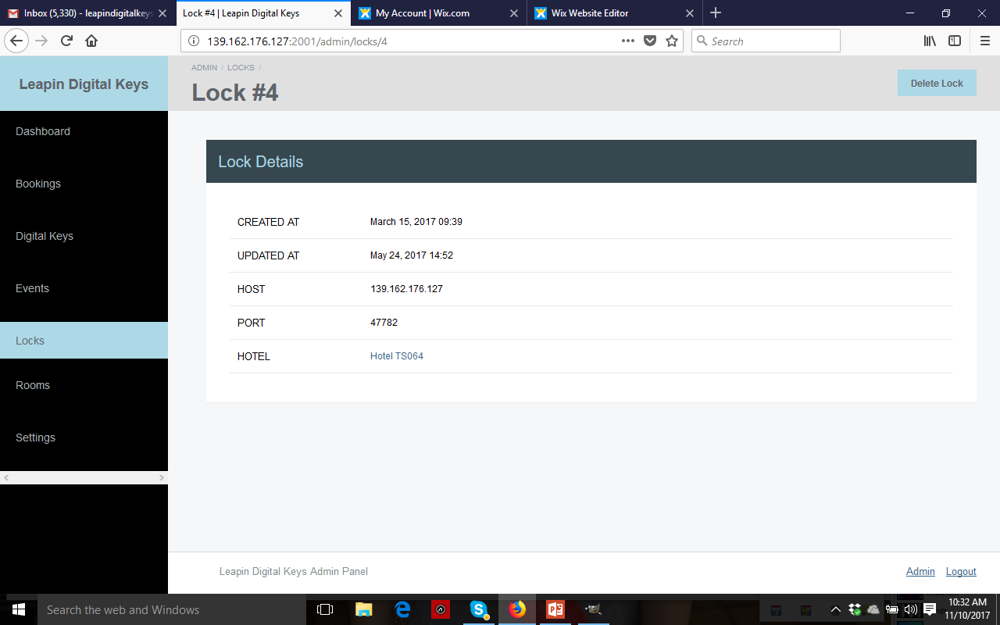 Inbox (5,330) - leapindigitalkeys
Lock #4 | Leapin Digital Keys
My Account | Wix.com
Wix Website Editor
139.162.176.127:2001/admin/locks/4
Search
Leapin Digital Keys
ADMIN / LOCKS /
Lock #4
Delete Lock
Dashboard
Bookings
Digital Keys
Events
Locks
Rooms
Settings
Lock Details
CREATED AT March 15, 2017 09:39
UPDATED AT May 24, 2017 14:52
HOST 139.162.176.127
PORT 47782
HOTEL Hotel TS064
Leapin Digital Keys Admin Panel
Admin Logout
Search the web and Windows
10:32 AM
11/10/2017